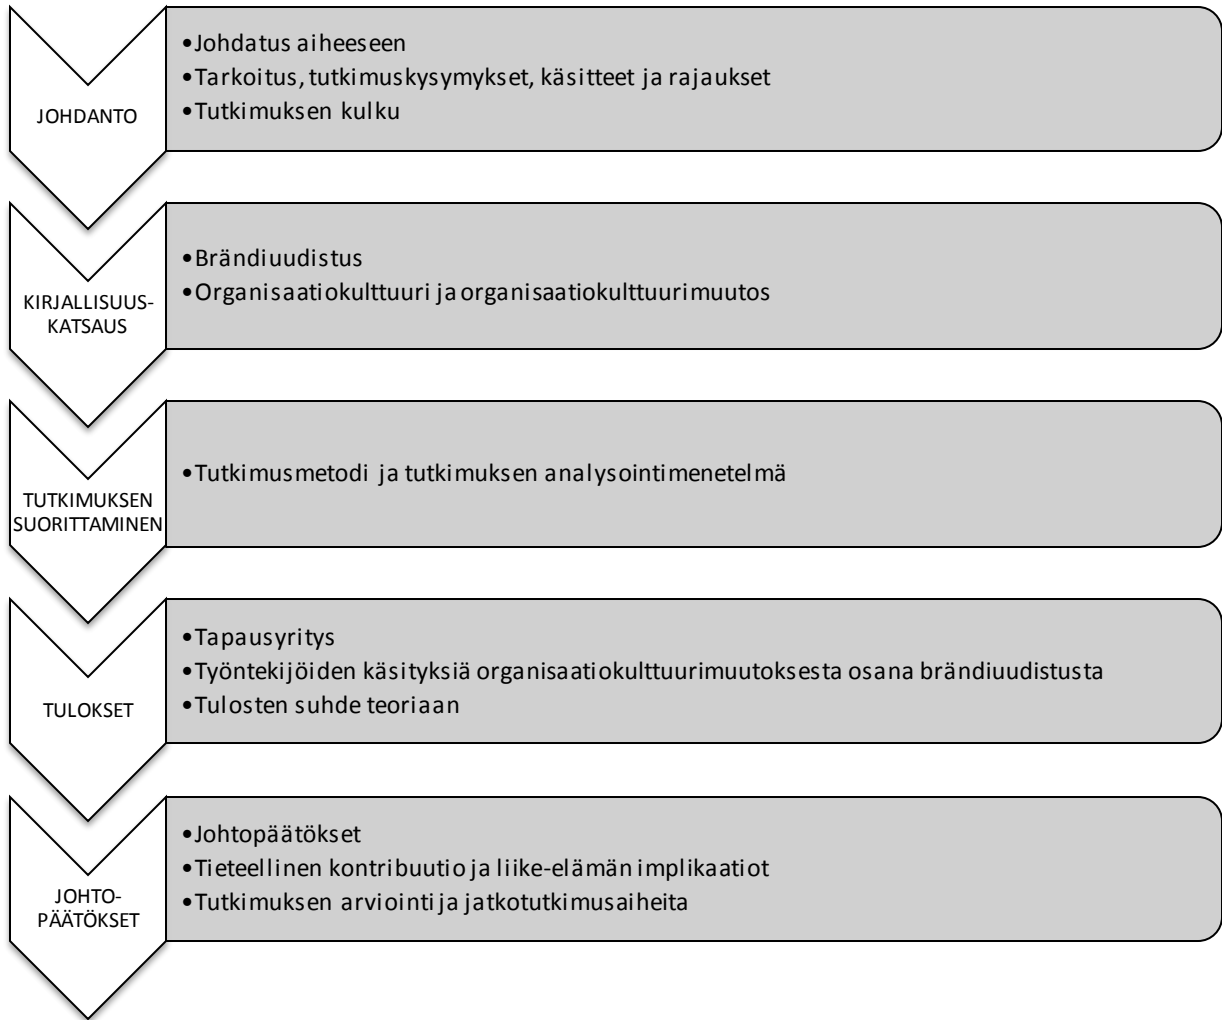 JOHDANTO
•Johdatus aiheeseen
•Tarkoitus, tutkimuskysymykset, käsitteet ja rajaukset
•Tutkimuksen kulku
KIRJALLISUUS-
KATSAUS
•Brändiuudistus
•Organisaatiokulttuuri ja organisaatiokulttuurimuutos
TUTKIMUKSEN
SUORITTAMINEN
•Tutkimusmetodi ja tutkimuksen analysointimenetelmä
TULOKSET
•Tapausyritys
•Työntekijöiden käsityksiä organisaatiokulttuurimuutoksesta osana brändiuudistusta
•Tulosten suhde teoriaan
JOHTO-
PÄÄTÖKSET
•Johtopäätökset
•Tieteellinen kontribuutio ja liike-elämän implikaatiot
•Tutkimuksen arviointi ja jatkotutkimusaiheita